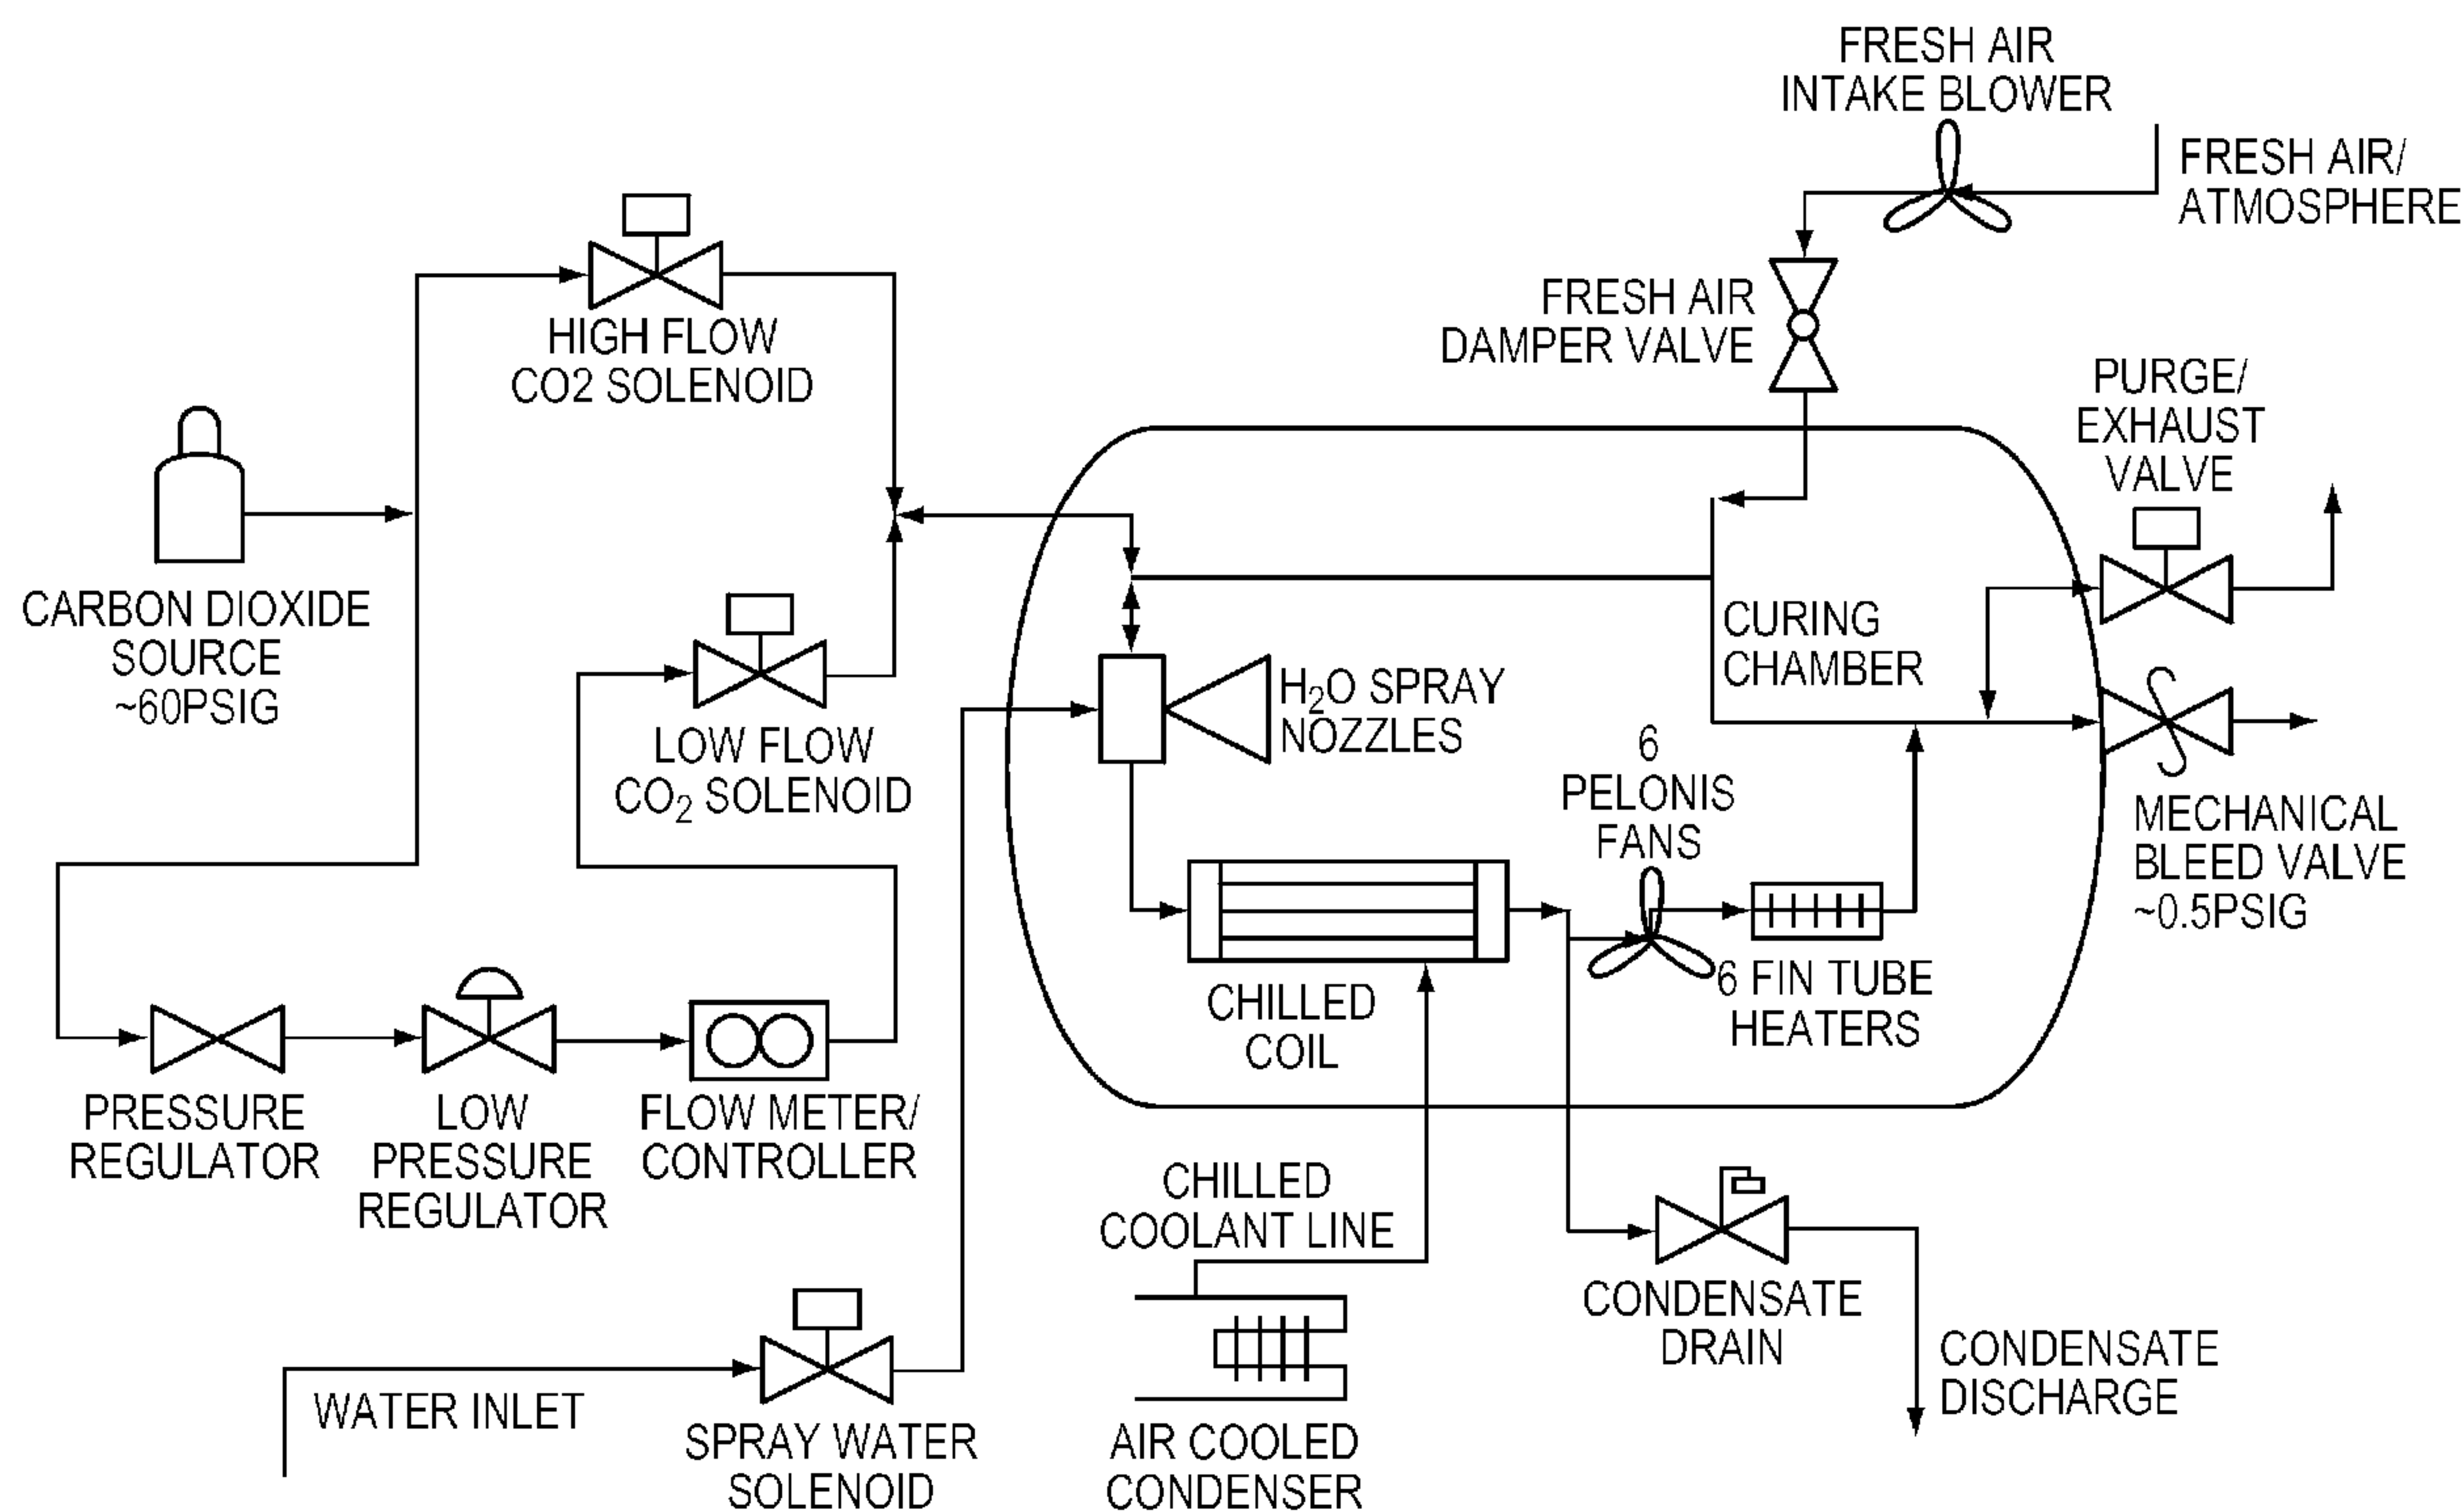 FRESH AIR
INTAKE BLOWER
FRESH AIR/
ATMOSPHERE
HIGH FLOW
CO2 SOLENOID
FRESH AIR
DAMPER VALVE
PURGE/
EXHAUST
VALVE
CARBON DIOXIDE
SOURCE
~60PSIG
CURING
CHAMBER
H₂O SPRAY
NOZZLES
LOW FLOW
CO₂ SOLENOID
6
PELONIS
FANS
MECHANICAL
BLEED VALVE
~0.5PSIG
CHILLED
COIL
6 FIN TUBE
HEATERS
PRESSURE
REGULATOR
LOW
PRESSURE
REGULATOR
FLOW METER/
CONTROLLER
CHILLED
COOLANT LINE
CONDENSATE
DRAIN
CONDENSATE
DISCHARGE
WATER INLET
SPRAY WATER
SOLENOID
AIR COOLED
CONDENSER